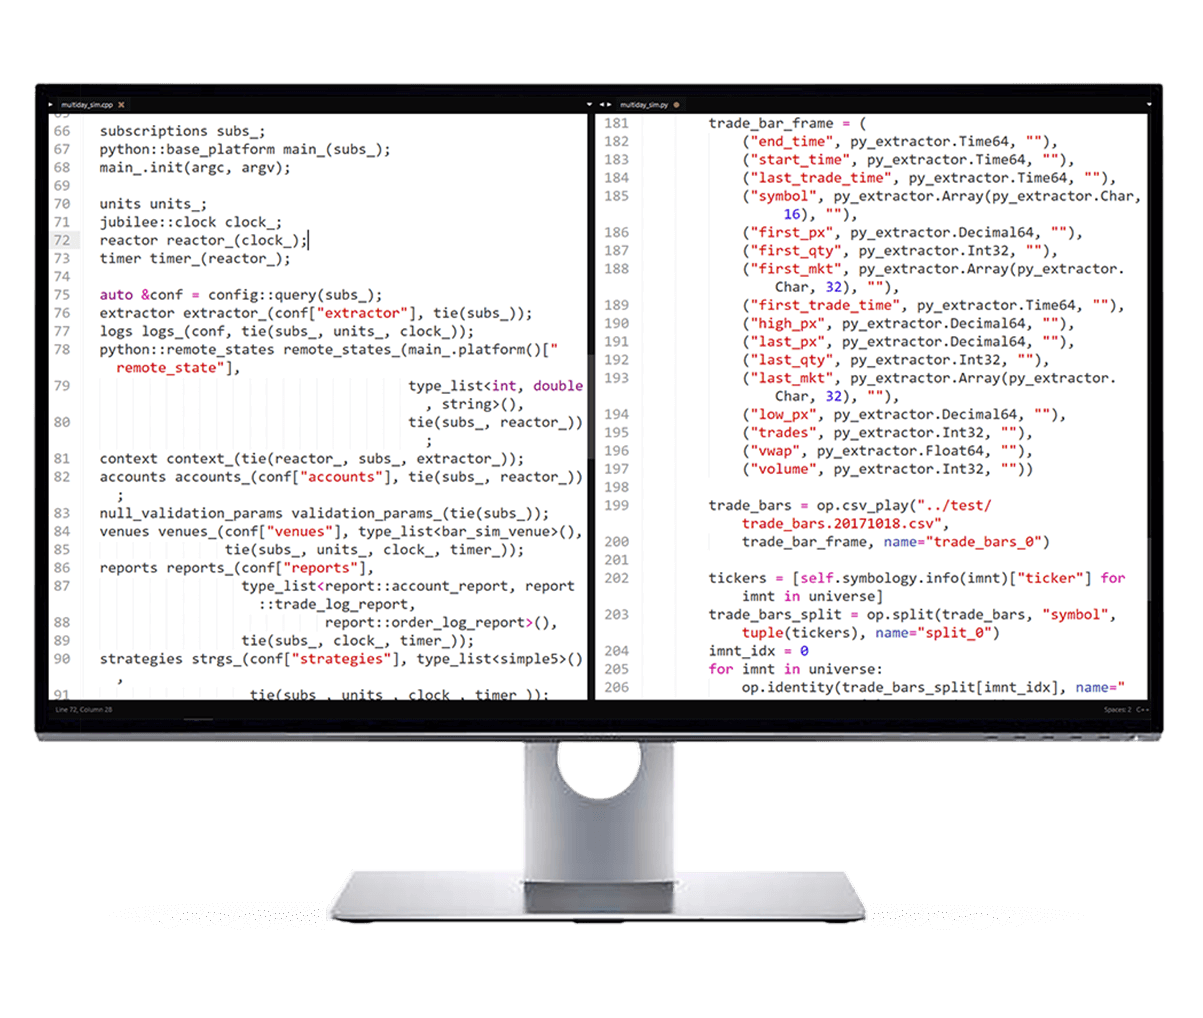 multiday_sim.cpp
66 subscriptions subs_;
67 python::base_platform main_(subs_);
68 main_.init(argc, argv);
69
70 units units_;
71 jubilee::clock clock_;
72 reactor reactor_(clock_);
73 timer timer_(reactor_);
74
75 auto &conf = config::query(subs_);
76 extractor extractor_(conf["extractor"], tie(subs_));
77 logs logs_(conf, tie(subs_, units_, clock_));
78 python::remote_states remote_states_(main_.platform()["
remote_state"],
79 type_list<int, double
, string>(),
80 tie(subs_, reactor_))
;
81 context context_(tie(reactor_, subs_, extractor_));
82 accounts accounts_(conf["accounts"], tie(subs_, reactor_))
;
83 null_validation_params validation_params_(tie(subs_));
84 venues venues_(conf["venues"], type_list<bar_sim_venue>(),
85 tie(subs_, units_, clock_, timer_));
86 reports reports_(conf["reports"],
87 type_list<report::account_report, report
::trade_log_report,
88 report::order_log_report>(),
89 tie(subs_, clock_, timer_));
90 strategies strgs_(conf["strategies"], type_list<simple5>()
,
91 tie(subs_, units_, clock_, timer_));
Line 72, Column 28
multiday_sim.py
181 trade_bar_frame = (
182 ("end_time", py_extractor.Time64, ""),
183 ("start_time", py_extractor.Time64, ""),
184 ("last_trade_time", py_extractor.Time64, ""),
185 ("symbol", py_extractor.Array(py_extractor.Char,
16), ""),
186 ("first_px", py_extractor.Decimal64, ""),
187 ("first_qty", py_extractor.Int32, ""),
188 ("first_mkt", py_extractor.Array(py_extractor.
Char, 32), ""),
189 ("first_trade_time", py_extractor.Time64, ""),
190 ("high_px", py_extractor.Decimal64, ""),
191 ("last_px", py_extractor.Decimal64, ""),
192 ("last_qty", py_extractor.Int32, ""),
193 ("last_mkt", py_extractor.Array(py_extractor.
Char, 32), ""),
194 ("low_px", py_extractor.Decimal64, ""),
195 ("trades", py_extractor.Int32, ""),
196 ("vwap", py_extractor.Float64, ""),
197 ("volume", py_extractor.Int32, ""))
198
199 trade_bars = op.csv_play("../test/
trade_bars.20171018.csv",
200 trade_bar_frame, name="trade_bars_0")
201
202 tickers = [self.symbology.info(imnt)["ticker"] for
imnt in universe]
203 trade_bars_split = op.split(trade_bars, "symbol",
tuple(tickers), name="split_0")
204 imnt_idx = 0
205 for imnt in universe:
206 op.identity(trade_bars_split[imnt_idx], name="
Spaces: 2 C++